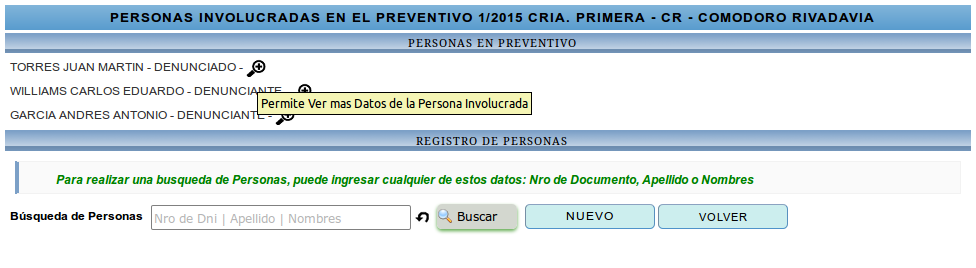 PERSONAS INVOLUCRADAS EN EL PREVENTIVO 1/2015 CRIA. PRIMERA - CR - COMODORO RIVADAVIA
PERSONAS EN PREVENTIVO
TORRES JUAN MARTIN - DENUNCIADO -
WILLIAMS CARLOS EDUARDO - DENUNCIANTE
Permite Ver mas Datos de la Persona Involucrada
GARCIA ANDRES ANTONIO - DENUNCIANTE -
REGISTRO DE PERSONAS
Para realizar una busqueda de Personas, puede ingresar cualquier de estos datos: Nro de Documento, Apellido o Nombres
Búsqueda de Personas Nro de Dni | Apellido | Nombres Buscar NUEVO VOLVER